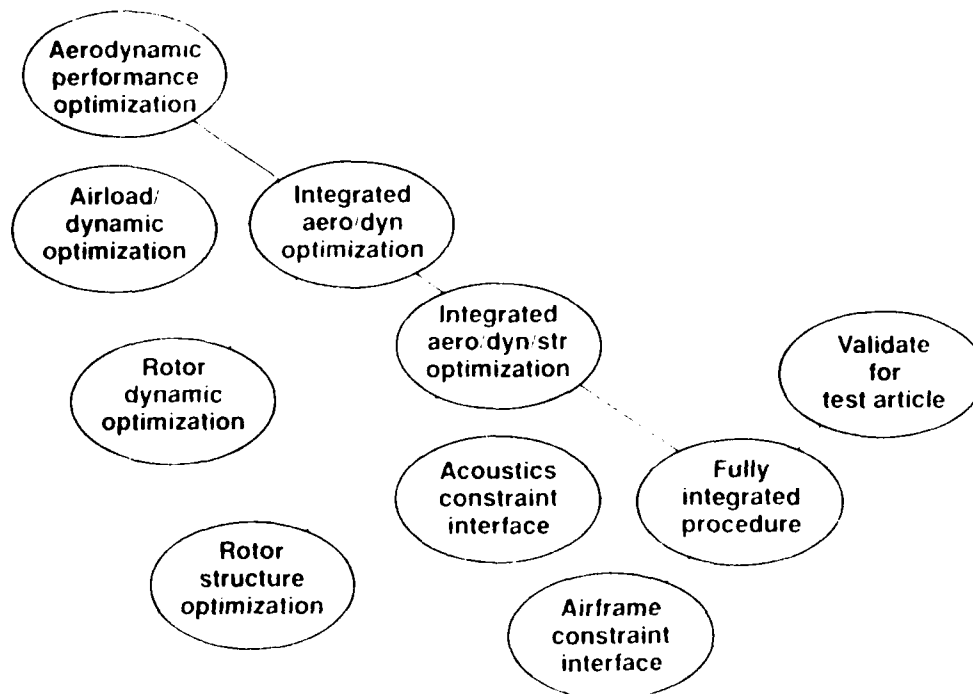 Aerodynamic
performance
optimization
Airload/
dynamic
optimization
Integrated
aero/dyn
optimization
Integrated
aero/dyn/str
optimization
Rotor
dynamic
optimization
Validate
for
test article
Acoustics
constraint
interface
Fully
integrated
procedure
Rotor
structure
optimization
Airframe
constraint
interface